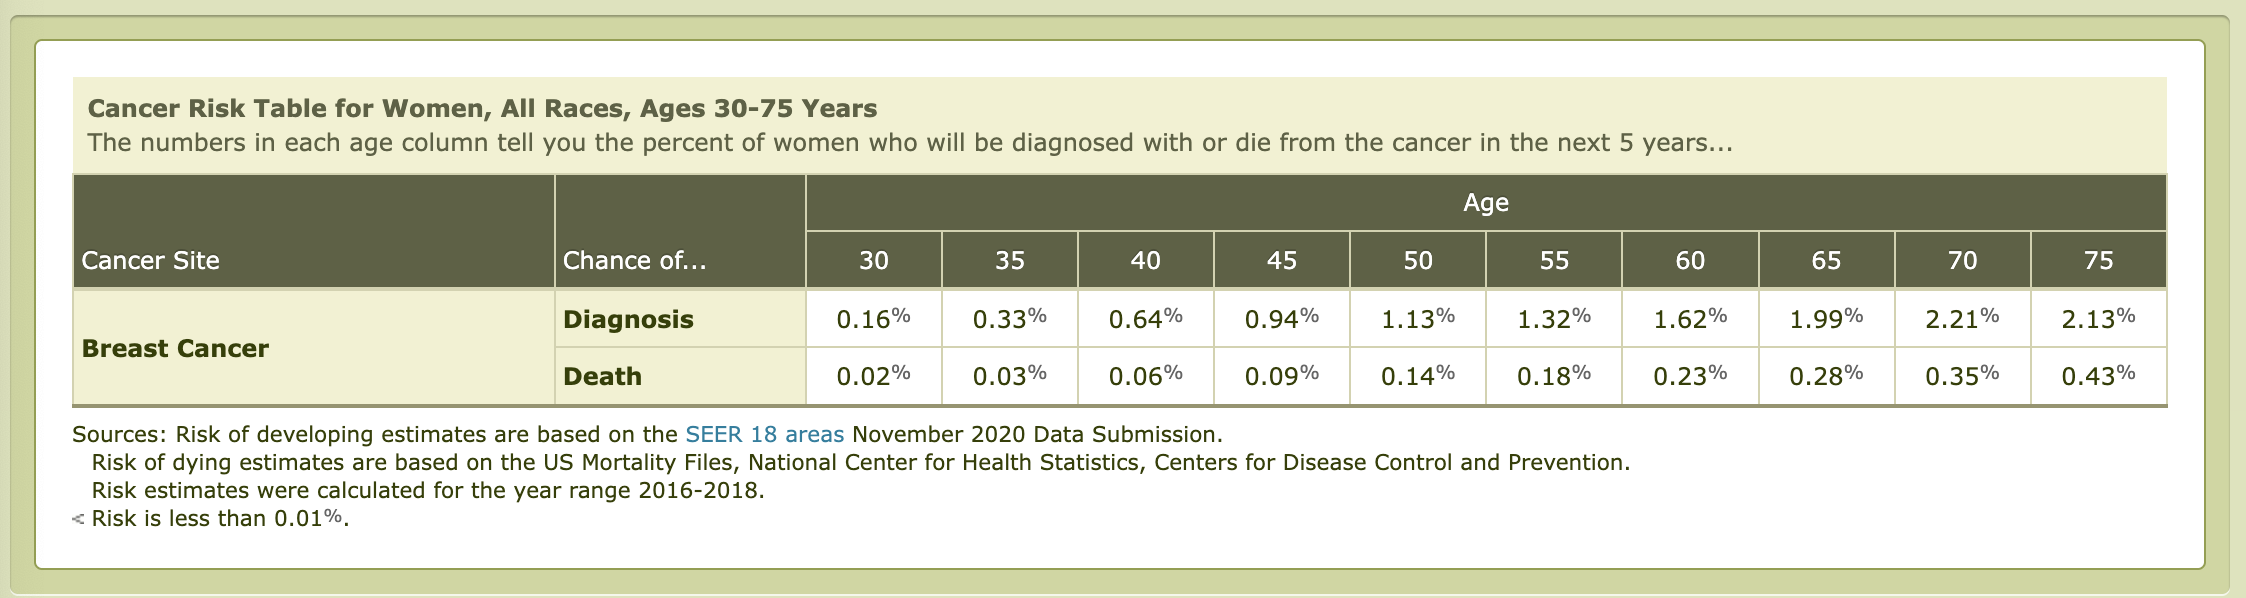 Cancer Risk Table for Women, All Races, Ages 30-75 Years
The numbers in each age column tell you the percent of women who will be diagnosed with or die from the cancer in the next 5 years...
Age
Cancer Site Chance of... 30 35 40 45 50 55 60 65 70 75
Breast Cancer
Diagnosis 0.16% 0.33% 0.64% 0.94% 1.13% 1.32% 1.62% 1.99% 2.21% 2.13%
Death 0.02% 0.03% 0.06% 0.09% 0.14% 0.18% 0.23% 0.28% 0.35% 0.43%
Sources: Risk of developing estimates are based on the SEER 18 areas November 2020 Data Submission.
Risk of dying estimates are based on the US Mortality Files, National Center for Health Statistics, Centers for Disease Control and Prevention.
Risk estimates were calculated for the year range 2016-2018.
< Risk is less than 0.01%.